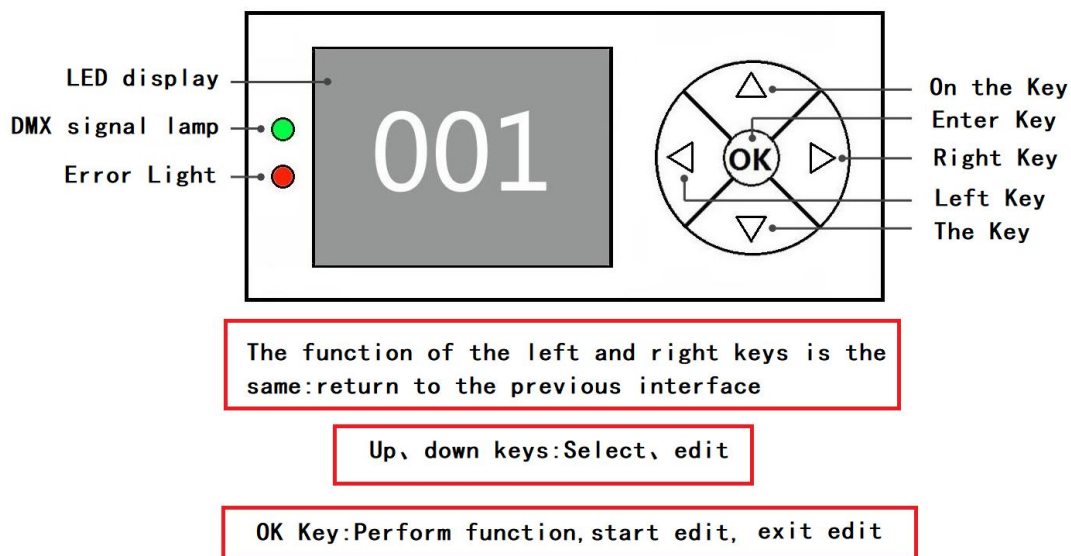 LED display
DMX signal lamp
Error Light
001
OK
On the Key
Enter Key
Right Key
Left Key
The Key
The function of the left and right keys is the
same:return to the previous interface
Up、down keys:Select、edit
OK Key:Perform function,start edit, exit edit